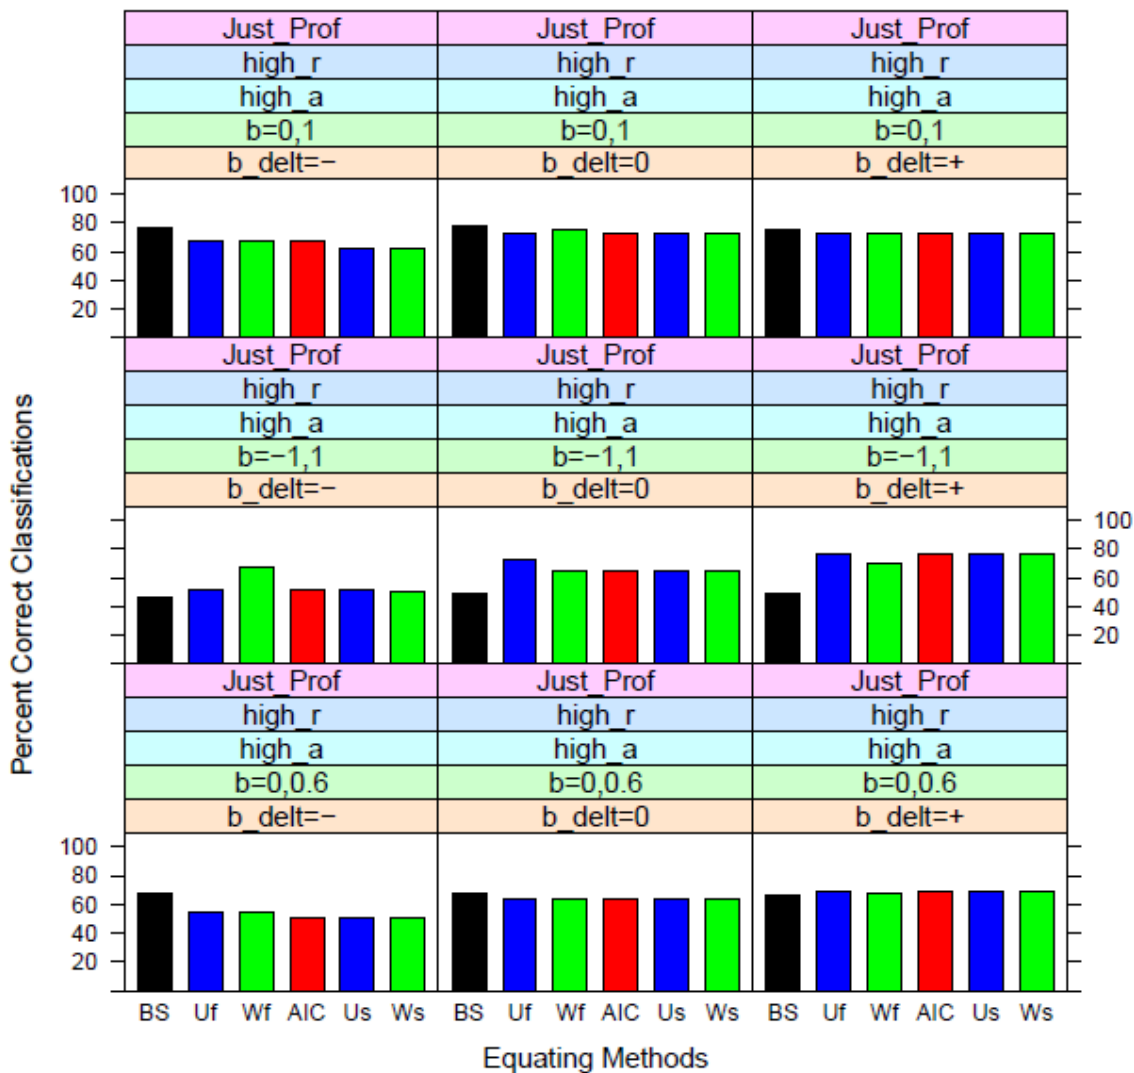 Just_Prof Just_Prof Just_Prof
high_r high_r high_r
high_a high_a high_a
b=0,1 b=0,1 b=0,1
b_delt=− b_delt=0 b_delt=+
100
80
60
40
20
Just_Prof Just_Prof Just_Prof
high_r high_r high_r
high_a high_a high_a
b=−1,1 b=−1,1 b=−1,1
b_delt=− b_delt=0 b_delt=+
100
80
60
40
20
Just_Prof Just_Prof Just_Prof
high_r high_r high_r
high_a high_a high_a
b=0,0.6 b=0,0.6 b=0,0.6
b_delt=− b_delt=0 b_delt=+
100
80
60
40
20
BS Uf Wf AIC Us Ws BS Uf Wf AIC Us Ws BS Uf Wf AIC Us Ws
Equating Methods
Percent Correct Classifications